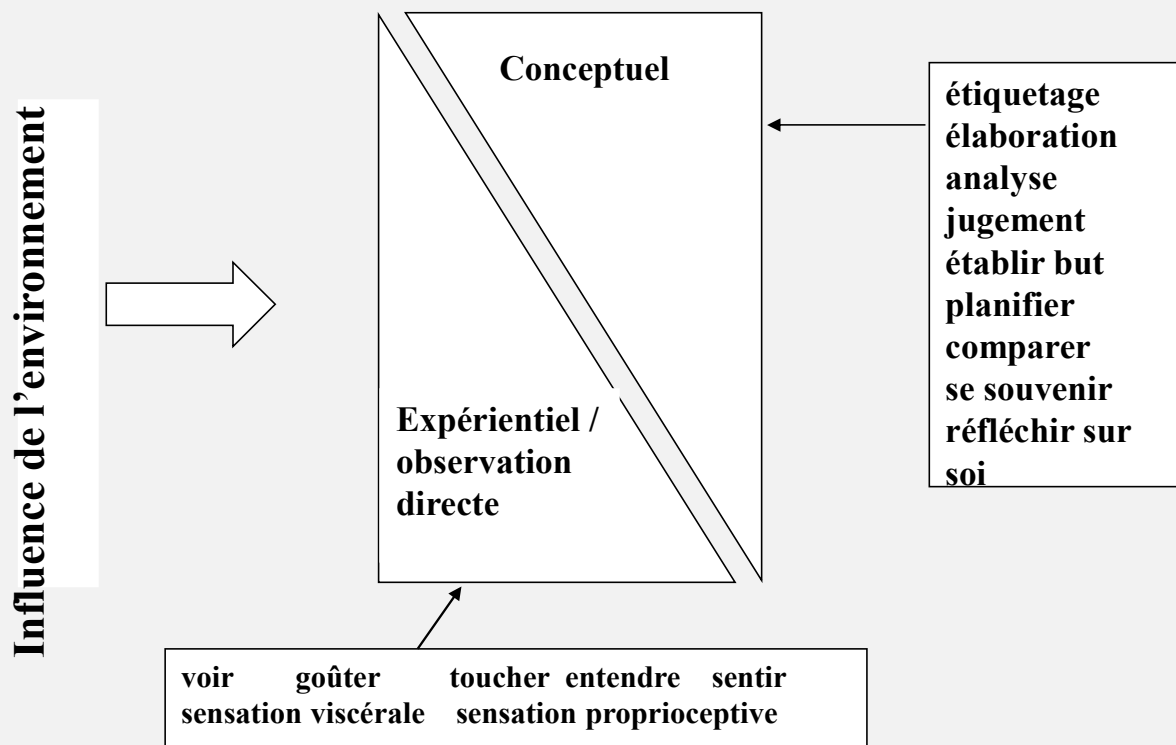 Influence de l’environnement
Conceptuel
Expérientiel /
observation
directe
étiquetage
élaboration
analyse
jugement
établir but
planifier
comparer
se souvenir
réfléchir sur
soi
voir goûter toucher entendre sentir
sensation viscérale sensation proprioceptive